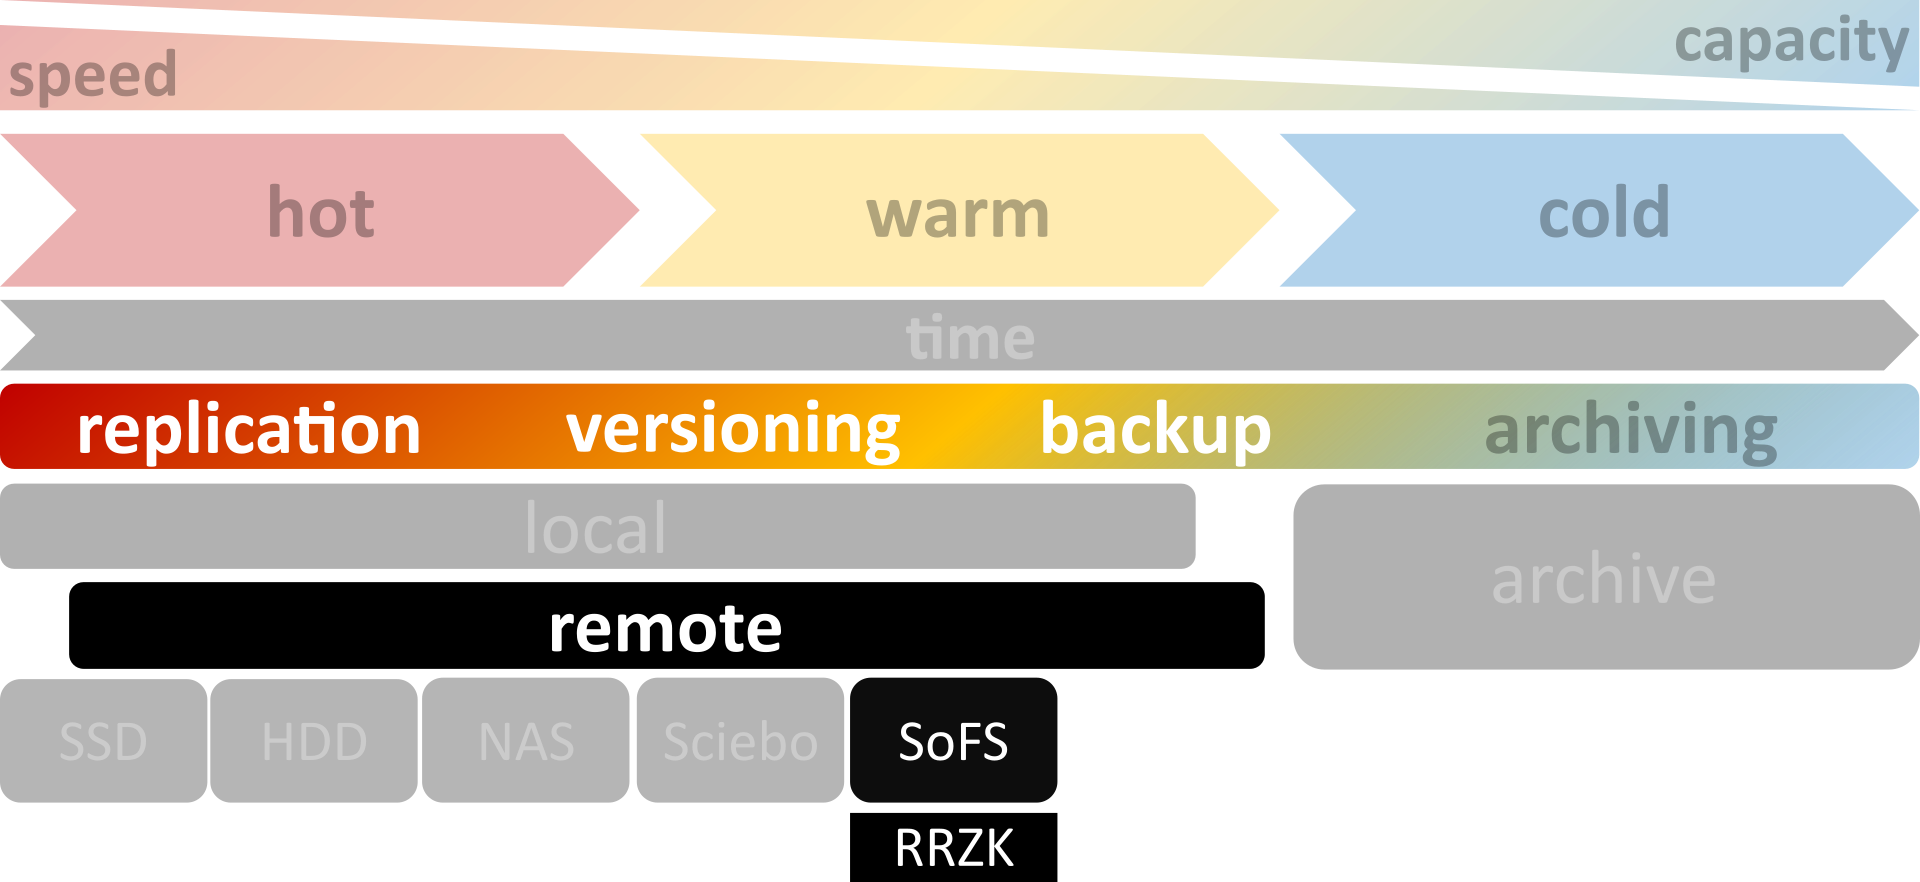 speed
capacity
hot
warm
cold
time
replication
versioning
backup
archiving
local
archive
remote
SSD
HDD
NAS
Sciebo
SoFS
RRZK